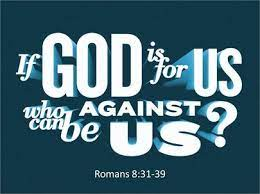 If GOD is for US
who can be AGAINST US?
Romans 8:31-39